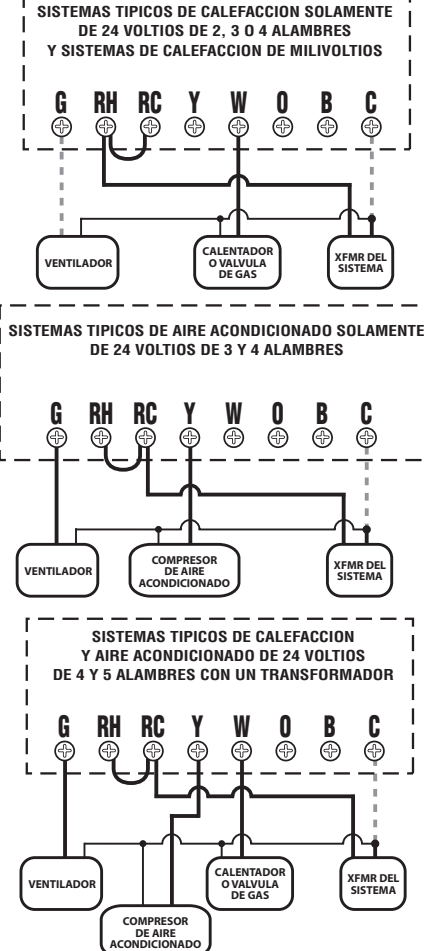 SISTEMAS TIPICOS DE CALEFACCION SOLAMENTE
DE 24 VOLTIOS DE 2, 3 O 4 ALAMBRES
Y SISTEMAS DE CALEFACCION DE MILIVOLTIOS
G RH RC Y W O B C
VENTILADOR
CALENTADOR
O VALVULA
DE GAS
XFMR DEL
SISTEMA
SISTEMAS TIPICOS DE AIRE ACONDICIONADO SOLAMENTE
DE 24 VOLTIOS DE 3 Y 4 ALAMBRES
G RH RC Y W O B C
VENTILADOR
COMPRESOR
DE AIRE
ACONDICIONADO
XFMR DEL
SISTEMA
SISTEMAS TIPICOS DE CALEFACCION
Y AIRE ACONDICIONADO DE 24 VOLTIOS
DE 4 Y 5 ALAMBRES CON UN TRANSFORMADOR
G RH RC Y W O B C
VENTILADOR
CALENTADOR
O VALVULA
DE GAS
XFMR DEL
SISTEMA
COMPRESOR
DE AIRE
ACONDICIONADO